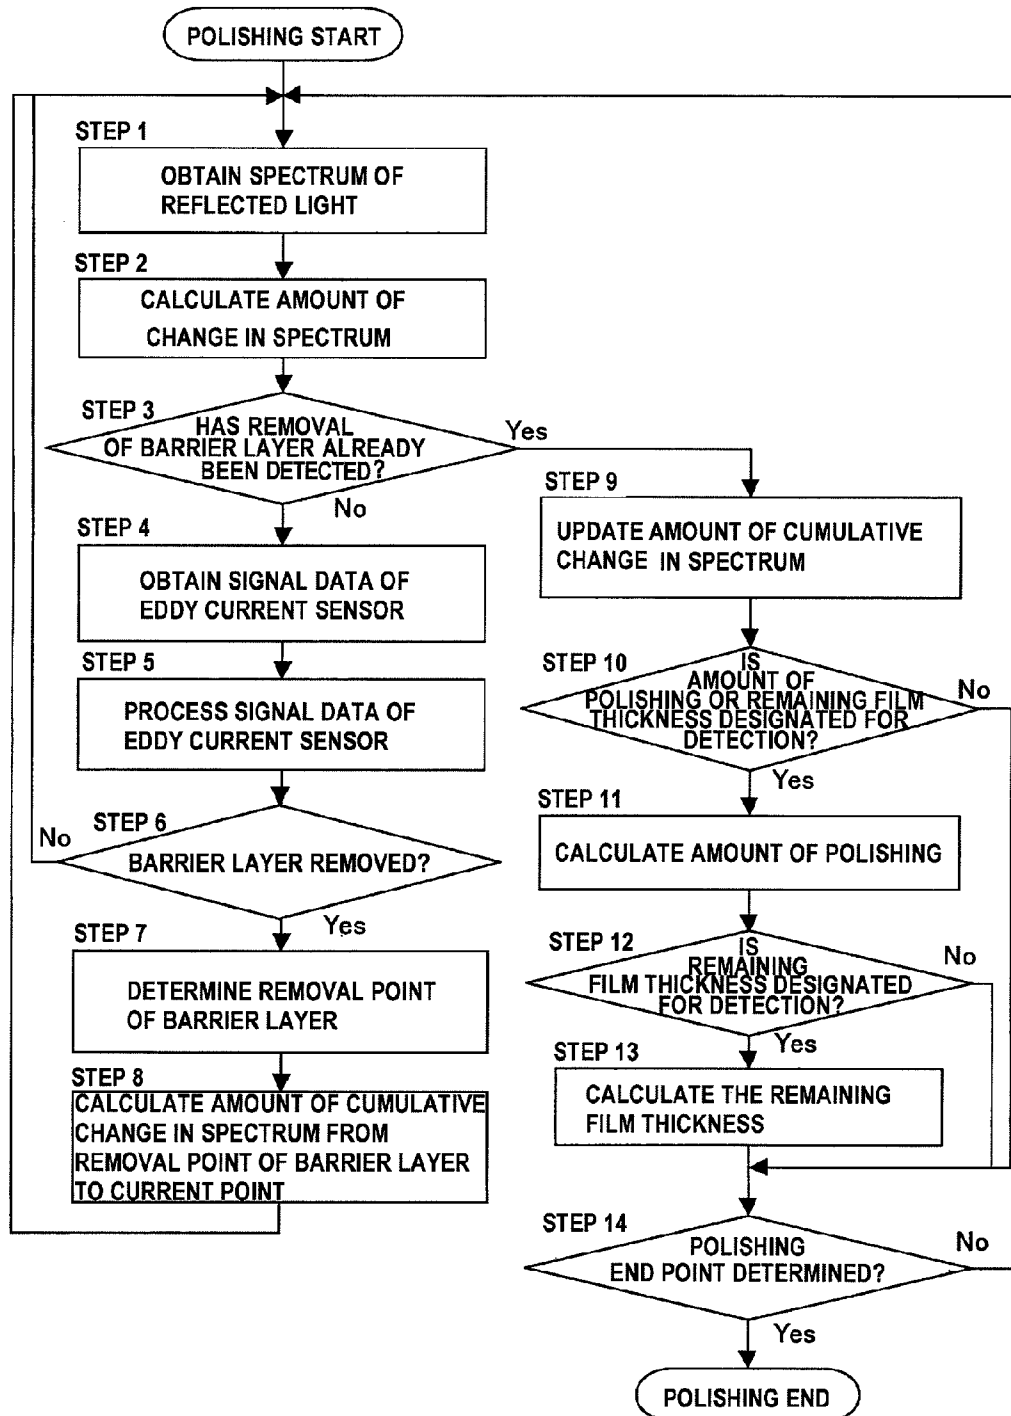 POLISHING START
STEP 1
OBTAIN SPECTRUM OF
REFLECTED LIGHT
STEP 2
CALCULATE AMOUNT OF
CHANGE IN SPECTRUM
STEP 3
HAS REMOVAL
OF BARRIER LAYER ALREADY
BEEN DETECTED?
Yes
No
STEP 4
OBTAIN SIGNAL DATA OF
EDDY CURRENT SENSOR
STEP 5
PROCESS SIGNAL DATA OF
EDDY CURRENT SENSOR
STEP 6
No
BARRIER LAYER REMOVED?
Yes
STEP 7
DETERMINE REMOVAL POINT
OF BARRIER LAYER
STEP 8
CALCULATE AMOUNT OF CUMULATIVE
CHANGE IN SPECTRUM FROM
REMOVAL POINT OF BARRIER LAYER
TO CURRENT POINT
STEP 9
UPDATE AMOUNT OF CUMULATIVE
CHANGE IN SPECTRUM
STEP 10
IS
AMOUNT OF
POLISHING OR REMAINING FILM
THICKNESS DESIGNATED FOR
DETECTION?
No
Yes
STEP 11
CALCULATE AMOUNT OF POLISHING
STEP 12
IS
REMAINING
FILM THICKNESS DESIGNATED
FOR DETECTION?
No
Yes
STEP 13
CALCULATE THE REMAINING
FILM THICKNESS
STEP 14
POLISHING
END POINT DETERMINED?
No
Yes
POLISHING END